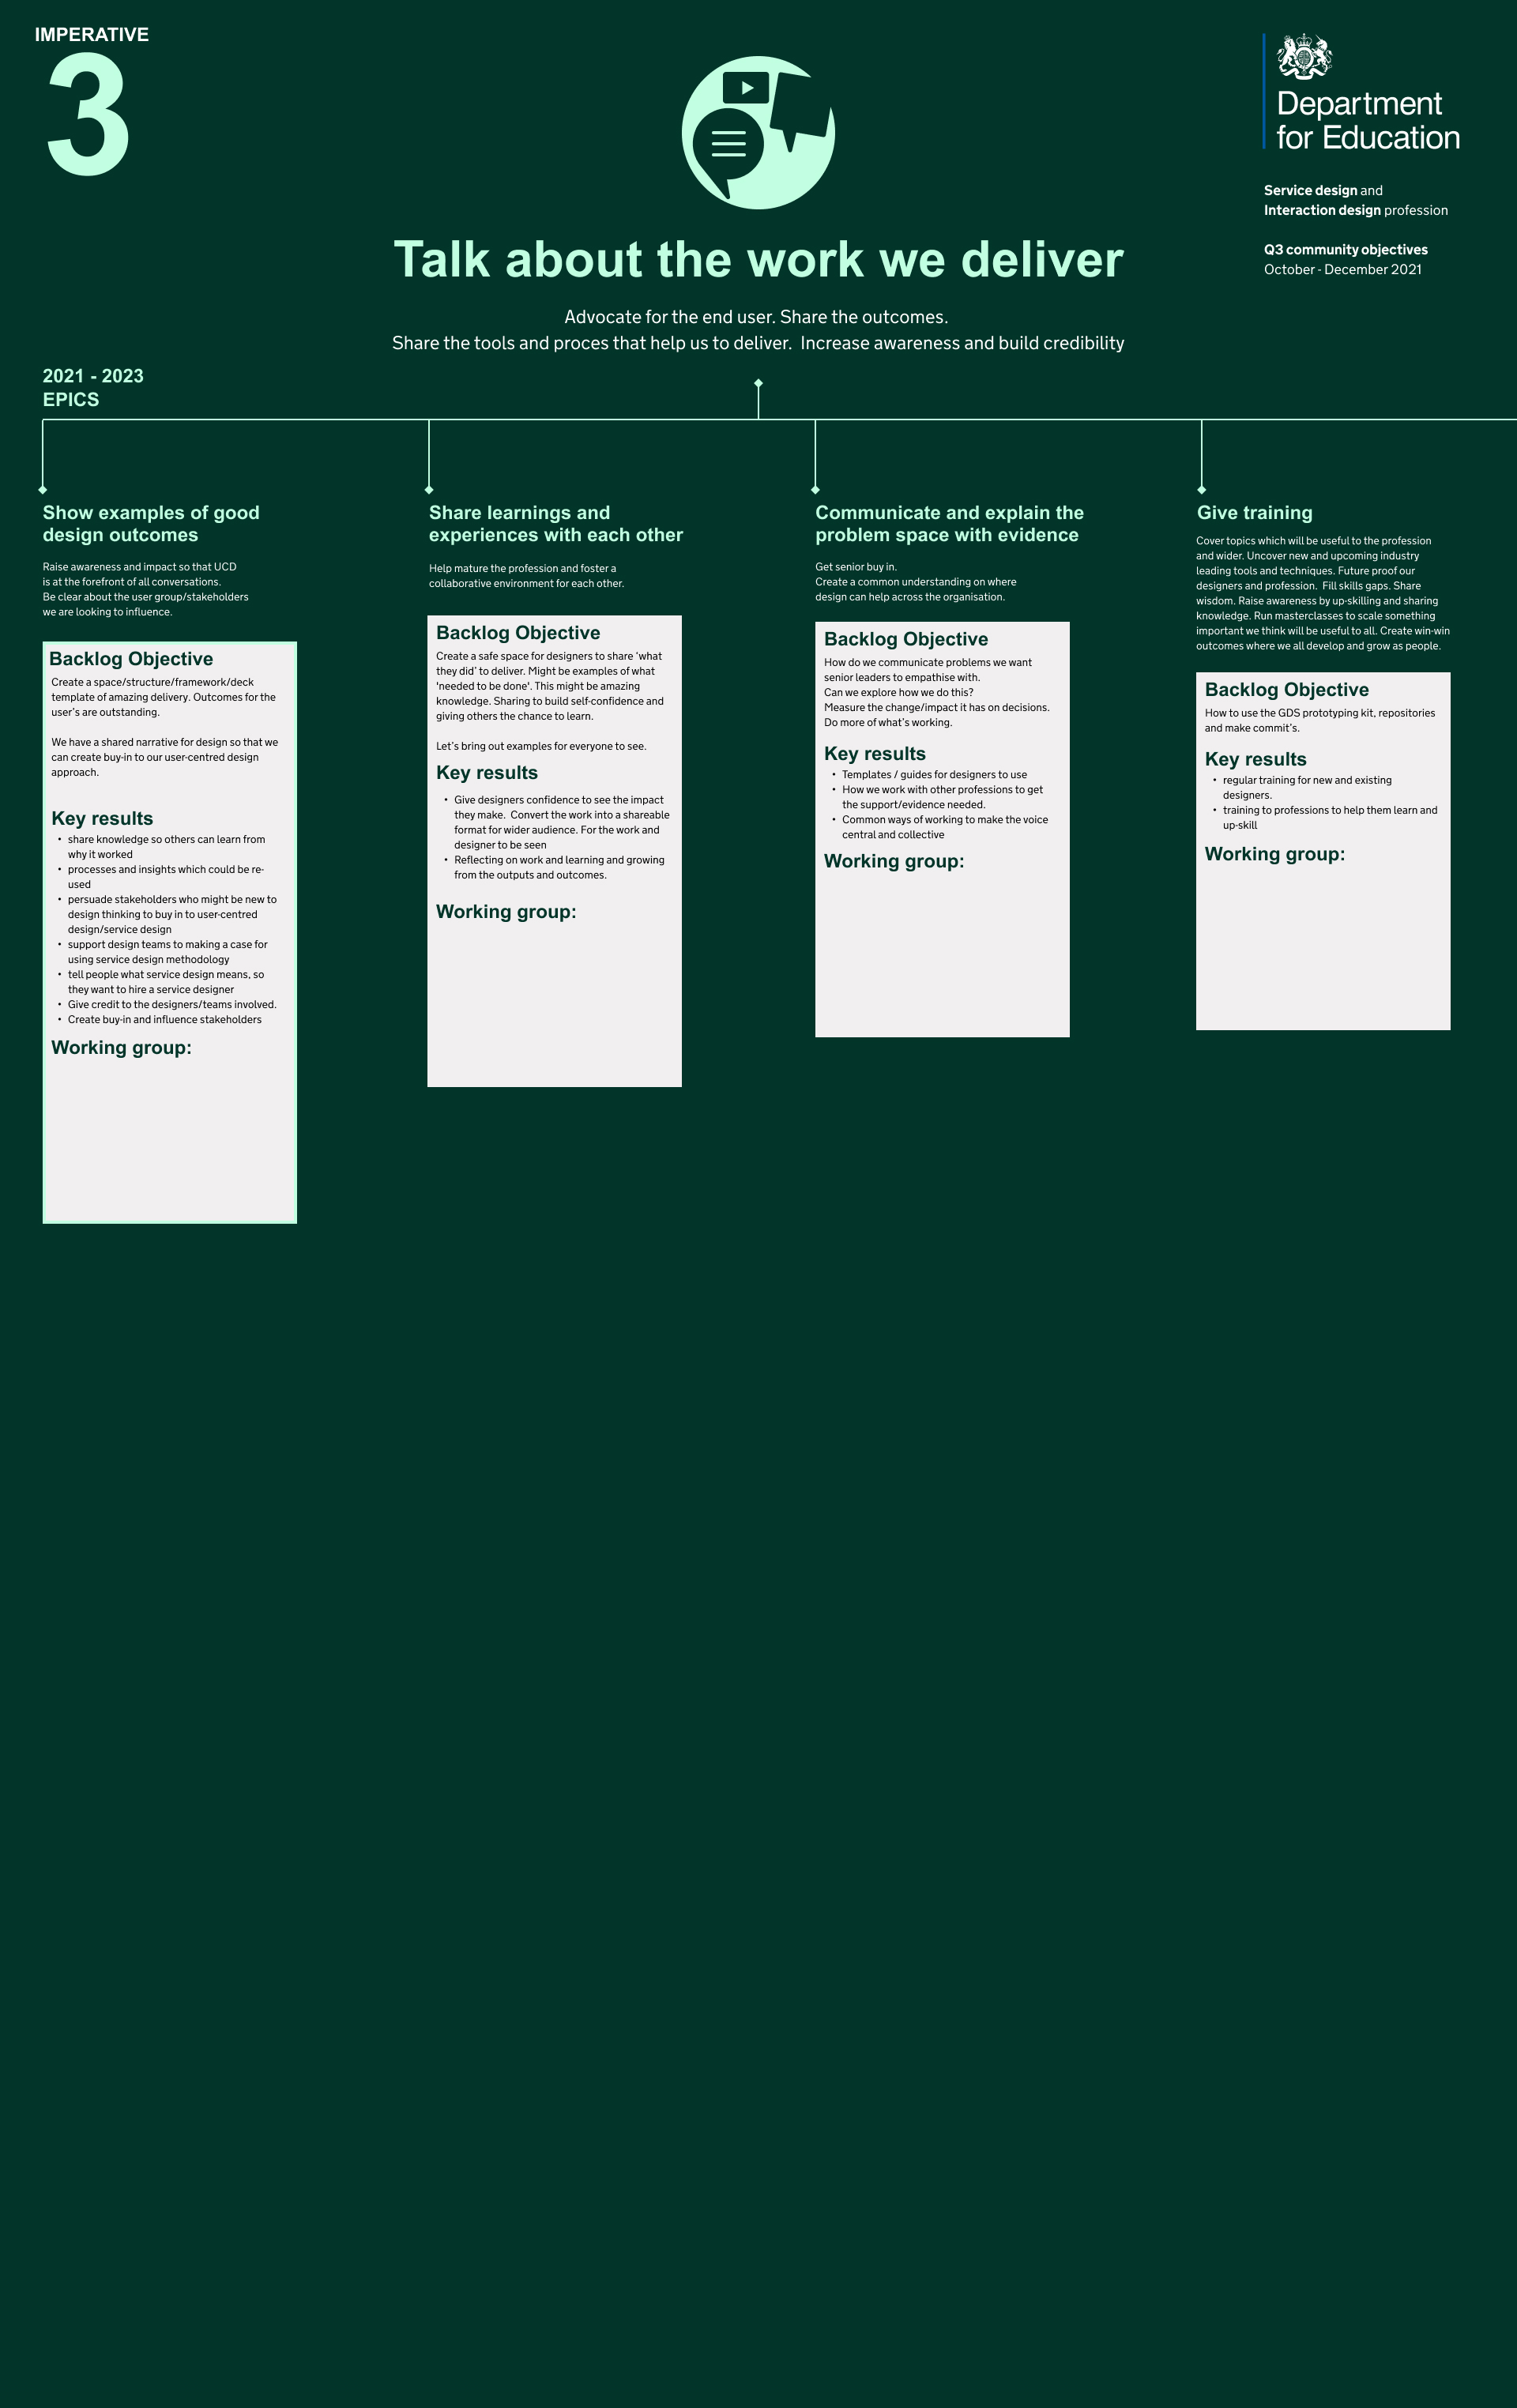 IMPERATIVE
3
Department
for Education
Service design and
Interaction design profession
Q3 community objectives
October - December 2021
Talk about the work we deliver
Advocate for the end user. Share the outcomes.
Share the tools and proces that help us to deliver.  Increase awareness and build credibility
2021 - 2023
EPICS
Show examples of good
design outcomes
Raise awareness and impact so that UCD
is at the forefront of all conversations.
Be clear about the user group/stakeholders
we are looking to influence.
Backlog Objective
Create a space/structure/framework/deck
template of amazing delivery. Outcomes for the
user’s are outstanding.
We have a shared narrative for design so that we
can create buy-in to our user-centred design
approach.
Key results
• share knowledge so others can learn from
why it worked
• processes and insights which could be re-
used
• persuade stakeholders who might be new to
design thinking to buy in to user-centred
design/service design
• support design teams to making a case for
using service design methodology
• tell people what service design means, so
they want to hire a service designer
• Give credit to the designers/teams involved.
• Create buy-in and influence stakeholders
Working group:
Share learnings and
experiences with each other
Help mature the profession and foster a
collaborative environment for each other.
Backlog Objective
Create a safe space for designers to share ‘what
they did’ to deliver. Might be examples of what
'needed to be done'. This might be amazing
knowledge. Sharing to build self-confidence and
giving others the chance to learn.
Let’s bring out examples for everyone to see.
Key results
• Give designers confidence to see the impact
they make.  Convert the work into a shareable
format for wider audience. For the work and
designer to be seen
• Reflecting on work and learning and growing
from the outputs and outcomes.
Working group:
Communicate and explain the
problem space with evidence
Get senior buy in.
Create a common understanding on where
design can help across the organisation.
Backlog Objective
How do we communicate problems we want
senior leaders to empathise with.
Can we explore how we do this?
Measure the change/impact it has on decisions.
Do more of what’s working.
Key results
• Templates / guides for designers to use
• How we work with other professions to get
the support/evidence needed.
• Common ways of working to make the voice
central and collective
Working group:
Give training
Cover topics which will be useful to the profession
and wider. Uncover new and upcoming industry
leading tools and techniques. Future proof our
designers and profession.  Fill skills gaps. Share
wisdom. Raise awareness by up-skilling and sharing
knowledge. Run masterclasses to scale something
important we think will be useful to all. Create win-win
outcomes where we all develop and grow as people.
Backlog Objective
How to use the GDS prototyping kit, repositories
and make commit’s.
Key results
• regular training for new and existing
designers.
• training to professions to help them learn and
up-skill
Working group: